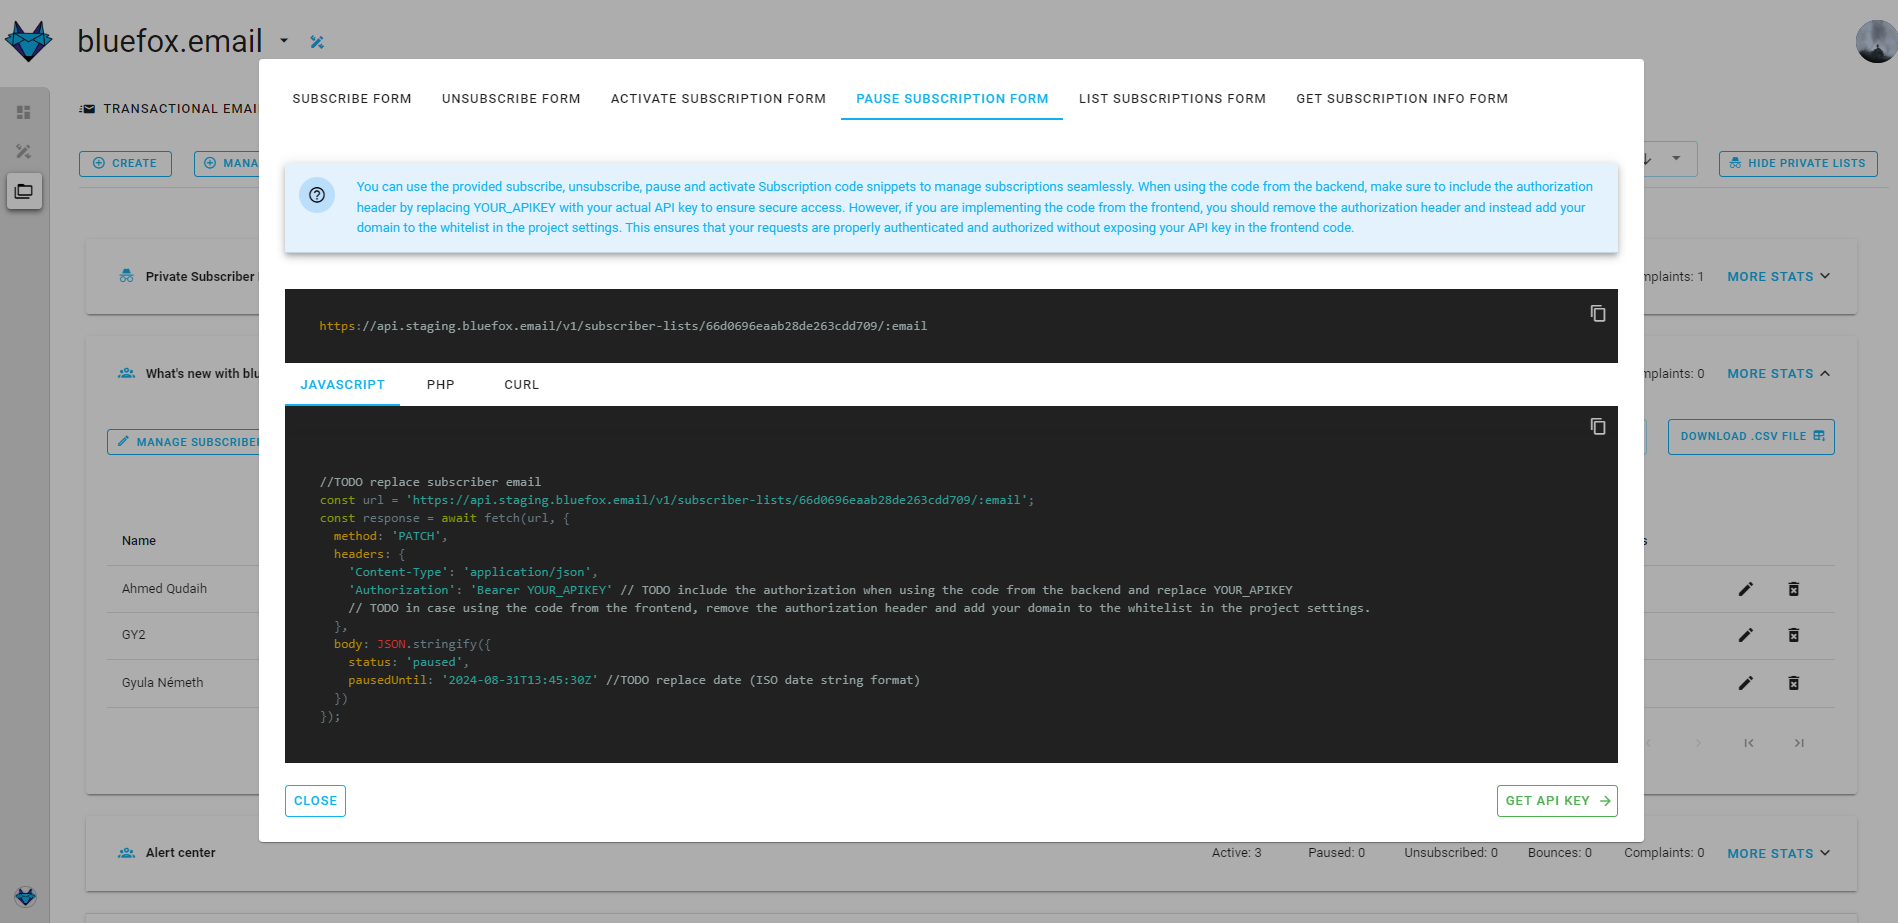 bluefox.email
TRANSACTIONAL EMAI
CREATE
MANA
HIDE PRIVATE LISTS
SUBSCRIBE FORM
UNSUBSCRIBE FORM
ACTIVATE SUBSCRIPTION FORM
PAUSE SUBSCRIPTION FORM
LIST SUBSCRIPTIONS FORM
GET SUBSCRIPTION INFO FORM
You can use the provided subscribe, unsubscribe, pause and activate Subscription code snippets to manage subscriptions seamlessly. When using the code from the backend, make sure to include the authorization
header by replacing YOUR_APIKEY with your actual API key to ensure secure access. However, if you are implementing the code from the frontend, you should remove the authorization header and instead add your
domain to the whitelist in the project settings. This ensures that your requests are properly authenticated and authorized without exposing your API key in the frontend code.
Private Subscriber
mplaints: 1
MORE STATS
https://api.staging.bluefox.email/v1/subscriber-lists/66d0696eaab28de263cdd709/:email
What's new with blu
mplaints: 0
MORE STATS
JAVASCRIPT
PHP
CURL
MANAGE SUBSCRIBE
DOWNLOAD .CSV FILE
//TODO replace subscriber email
const url = 'https://api.staging.bluefox.email/v1/subscriber-lists/66d0696eaab28de263cdd709/:email';
const response = await fetch(url, {
method: 'PATCH',
headers: {
'Content-Type': 'application/json',
'Authorization': 'Bearer YOUR_APIKEY' // TODO include the authorization when using the code from the backend and replace YOUR_APIKEY
// TODO in case using the code from the frontend, remove the authorization header and add your domain to the whitelist in the project settings.
},
body: JSON.stringify({
status: 'paused',
pausedUntil: '2024-08-31T13:45:30Z' //TODO replace date (ISO date string format)
})
});
Name
s
Ahmed Qudaih
GY2
Gyula Németh
CLOSE
GET API KEY
Alert center
Active: 3
Paused: 0
Unsubscribed: 0
Bounces: 0
Complaints: 0
MORE STATS